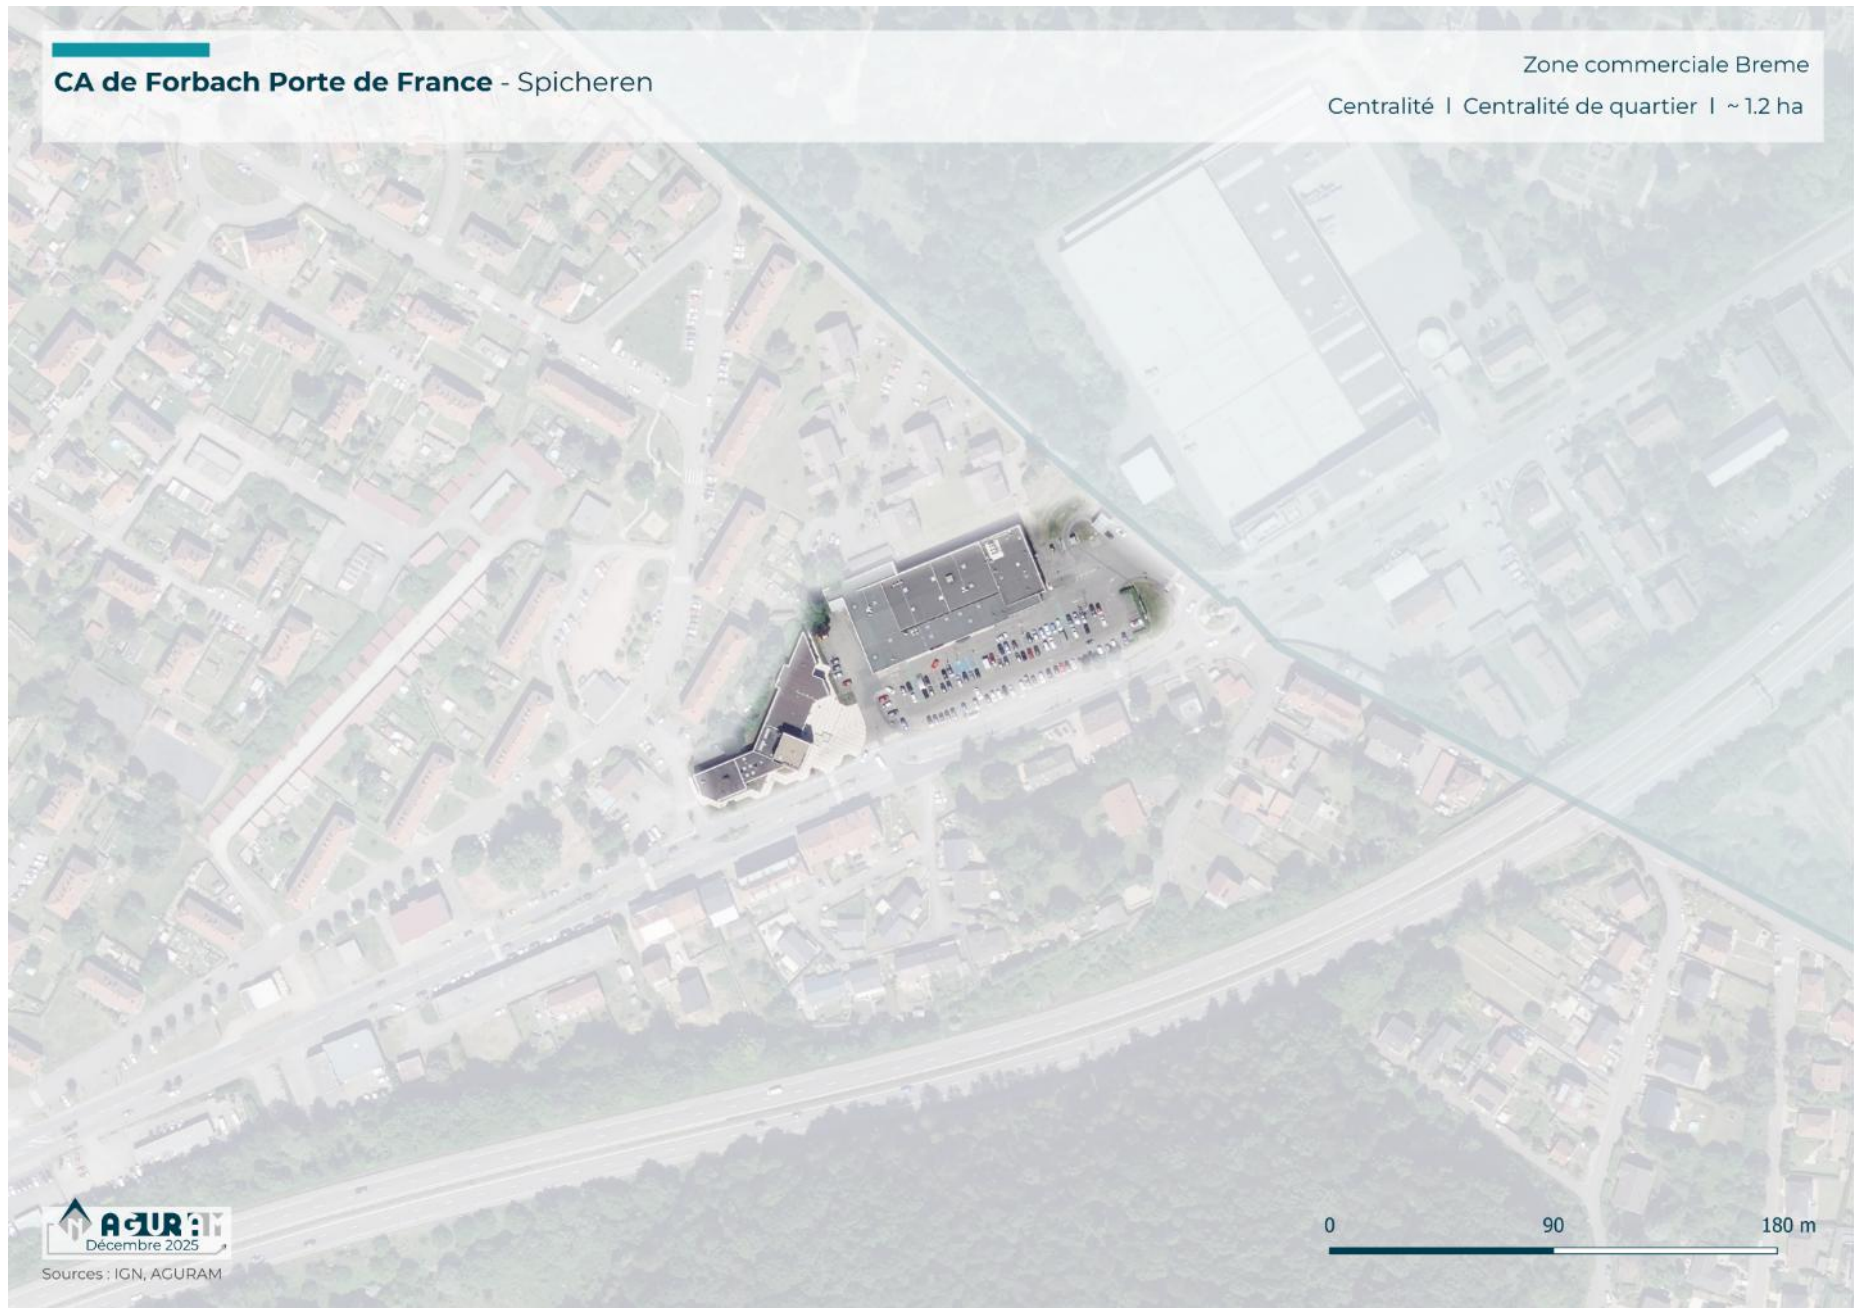 CA de Forbach Porte de France - Spicheren
Zone commerciale Breme
Centralité | Centralité de quartier | ~ 1.2 ha
N
AGURAM
Décembre 2025
Sources : IGN, AGURAM
0 90 180 m